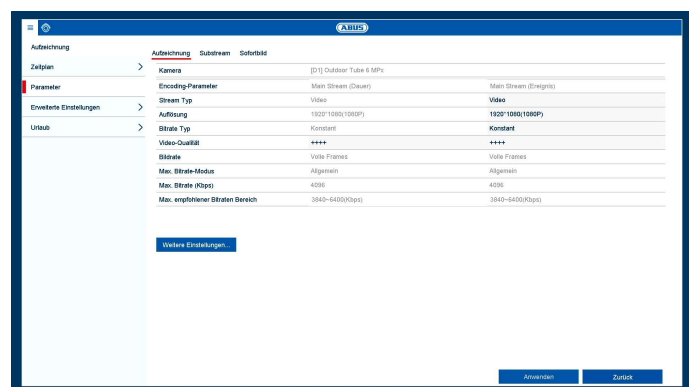 ABUS
Aufzeichnung
Zeitplan
Parameter
Erweiterte Einstellungen
Urlaub
Aufzeichnung Substream Sofortbild
Kamera [D1] Outdoor Tube 6 MPx
Encoding-Parameter Main Stream (Dauer) Main Stream (Ereignis)
Stream Typ Video Video
Auflösung 1920*1080(1080P) 1920*1080(1080P)
Bitrate Typ Konstant Konstant
Video-Qualität ++++ ++++
Bildrate Volle Frames Volle Frames
Max. Bitrate-Modus Allgemein Allgemein
Max. Bitrate (Kbps) 4096 4096
Max. empfohlener Bitraten Bereich 3840~6400(Kbps) 3840~6400(Kbps)
Weitere Einstellungen...
Anwenden Zurück